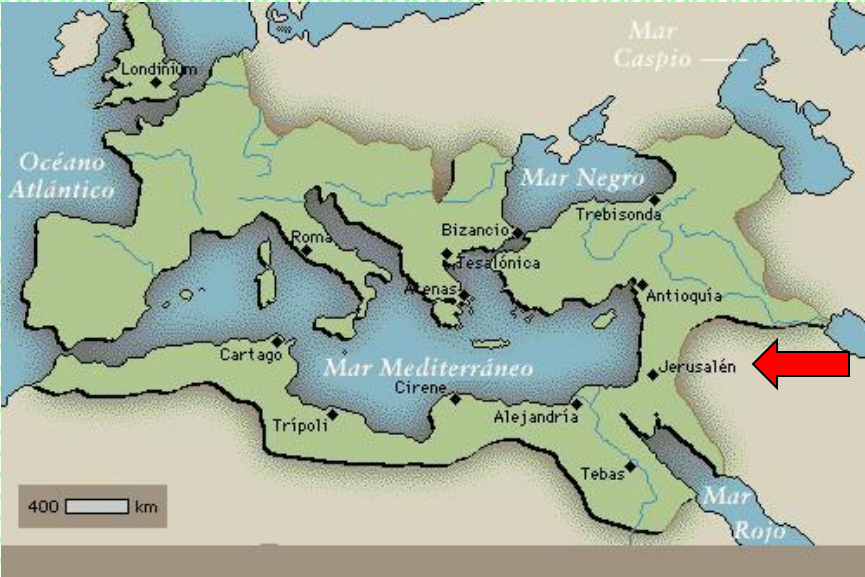 Mar
Caspio
Londinium
Océano
Atlántico
Mar Negro
Trebisonda
Bizancio
Roma
Tesalónica
Atenas
Antioquía
Cartago
Mar Mediterráneo
Jerusalén
Cirene
Trípoli
Alejandría
Tebas
Mar
Rojo
400 km